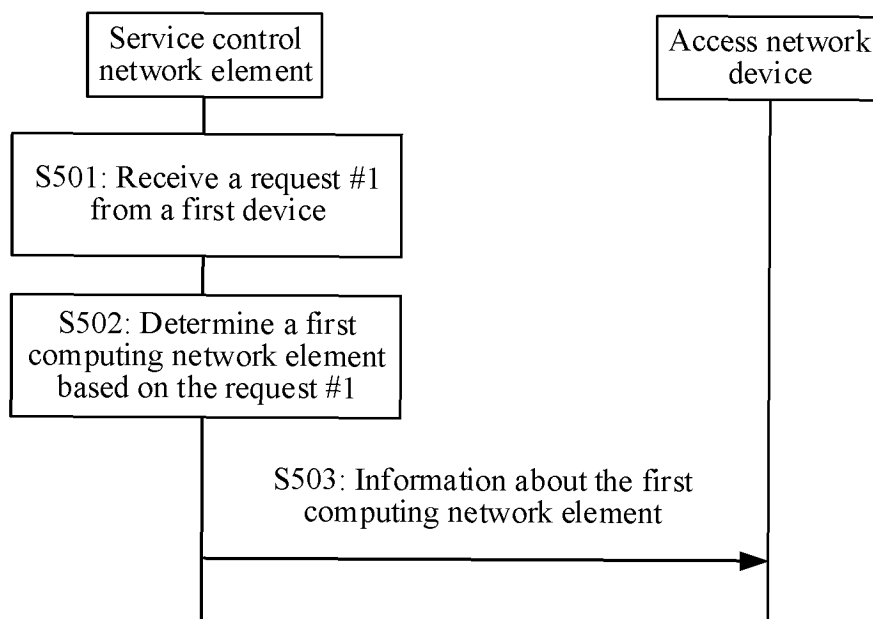 Service control
network element
Access network
device
S501: Receive a request #1
from a first device
S502: Determine a first
computing network element
based on the request #1
S503: Information about the first
computing network element